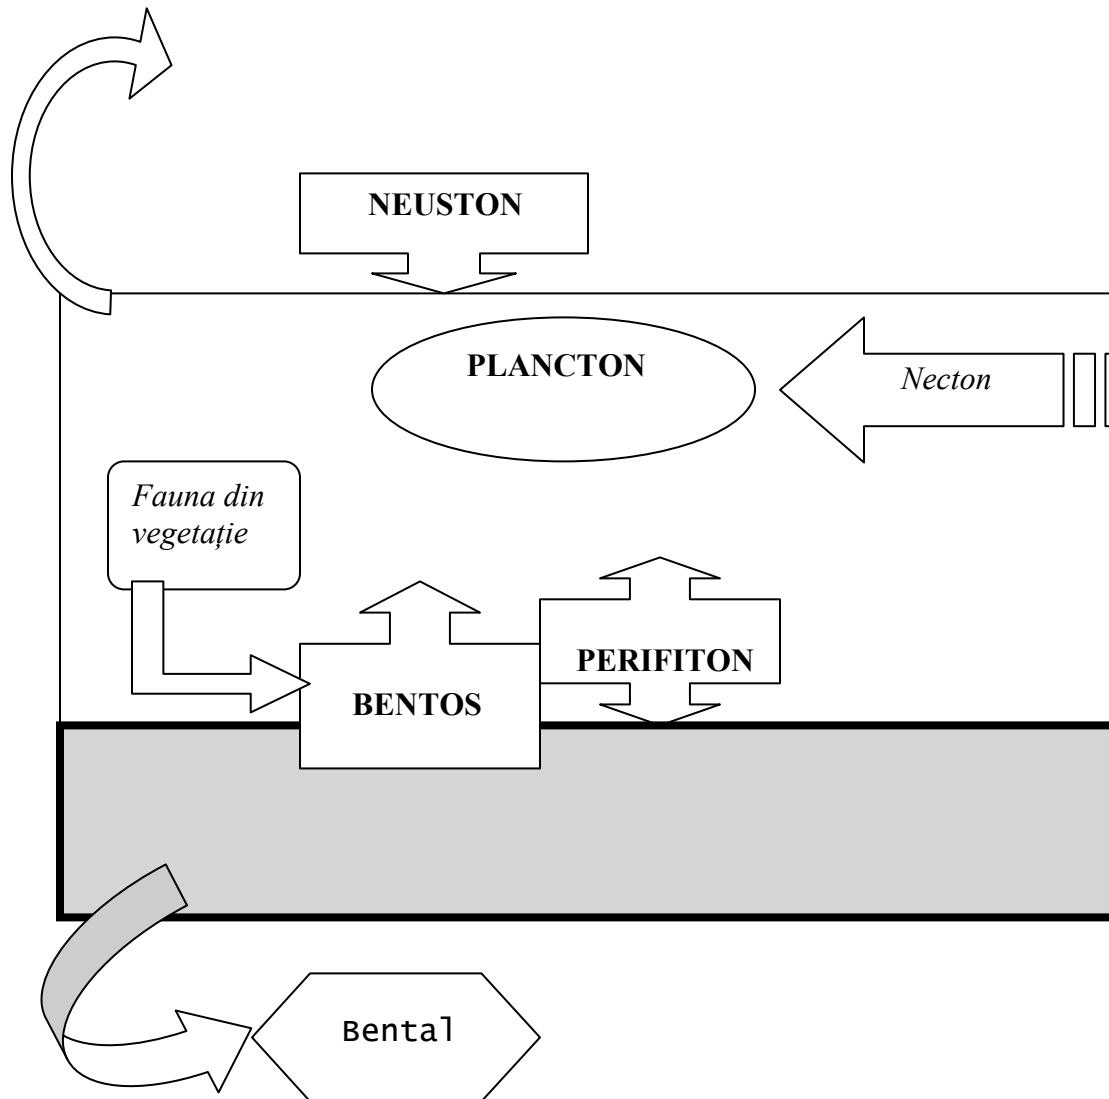 NEUSTON
PLANCTON
Necton
Fauna din
vegetație
PERIFITON
BENTOS
Bental